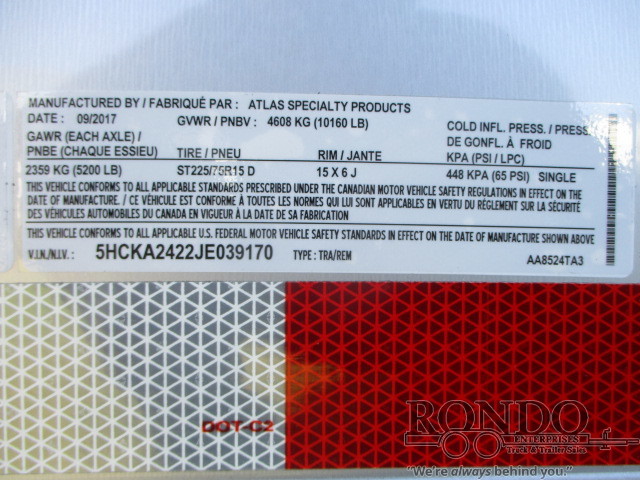 MANUFACTURED BY / FABRIQUÉ PAR : ATLAS SPECIALTY PRODUCTS
DATE : 09/2017 GVWR / PNBV : 4608 KG (10160 LB) COLD INFL. PRESS. / PRESS.
GAWR (EACH AXLE) / DE GONFL. À FROID
PNBE (CHAQUE ESSIEU) TIRE / PNEU RIM / JANTE KPA (PSI / LPC)
2359 KG (5200 LB) ST225/75R15 D 15 X 6 J 448 KPA (65 PSI) SINGLE
THIS VEHICLE CONFORMS TO ALL APPLICABLE STANDARDS PRESCRIBED UNDER THE CANADIAN MOTOR VEHICLE SAFETY REGULATIONS IN EFFECT ON THE
DATE OF MANUFACTURE. / CE VÉHICULE EST CONFORME À TOUTES LES NORMES QUI LUI SONT APPLICABLES EN VERTU DU RÈGLEMENT SUR LA SÉCURITÉ
DES VÉHICULES AUTOMOBILES DU CANADA EN VIGUEUR À LA DATE DE SA FABRICATION
THIS VEHICLE CONFORMS TO ALL APPLICABLE U.S. FEDERAL MOTOR VEHICLE SAFETY STANDARDS IN EFFECT ON THE DATE OF MANUFACTURE SHOWN ABOVE
V.I.N./N.I.V. : 5HCKA2422JE039170 TYPE : TRA/REM AA8524TA3
DOT-C2
RONDO
ENTERPRISES
Truck & Trailer Sales
"We're always behind you."